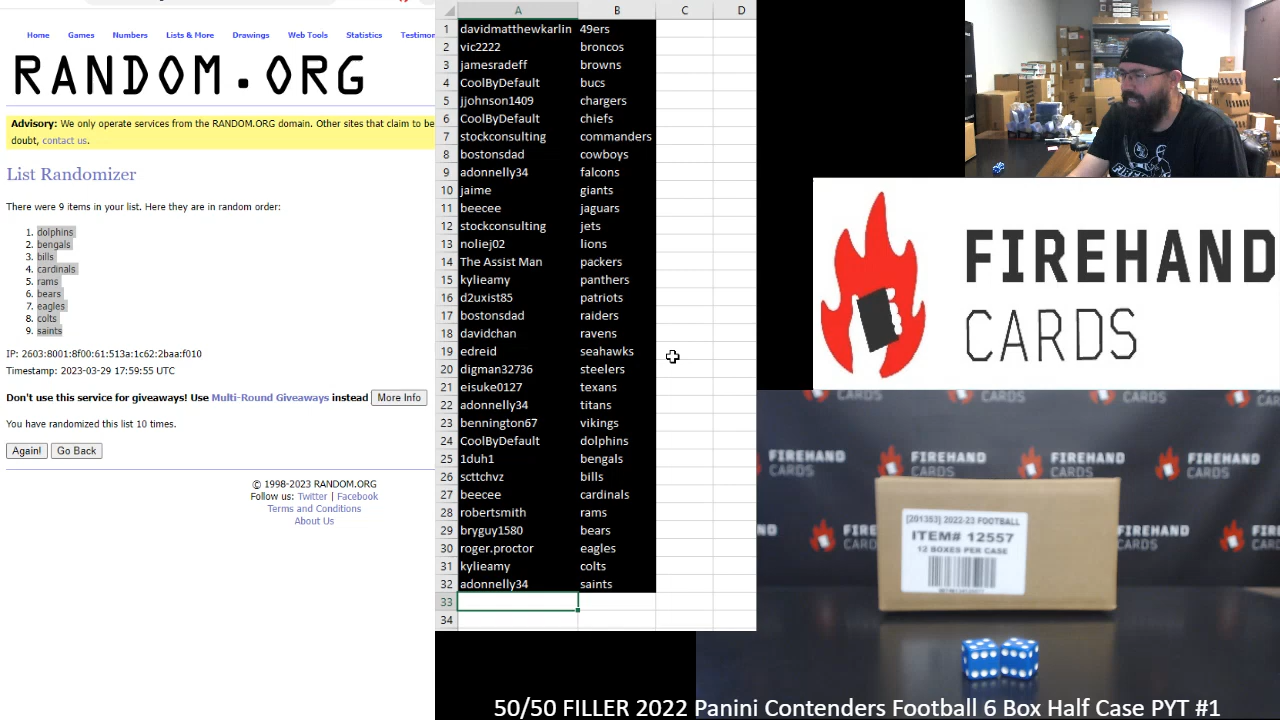 Home Games Numbers Lists & More Drawings Web Tools Statistics Testimor
RANDOM.ORG
Advisory: We only operate services from the RANDOM.ORG domain. Other sites that claim to be
doubt, contact us.
List Randomizer
There were 9 items in your list. Here they are in random order:
1. dolphins
2. bengals
3. bills
4. cardinals
5. rams
6. bears
7. eagles
8. colts
9. saints
IP: 2603:8001:8f00:61:513a:1c62:2baa:f010
Timestamp: 2023-03-29 17:59:55 UTC
Don't use this service for giveaways! Use Multi-Round Giveaways instead More Info
You have randomized this list 10 times.
Again! Go Back
© 1998-2023 RANDOM.ORG
Follow us: Twitter | Facebook
Terms and Conditions
About Us
A B C D
1 davidmatthewkarlin 49ers
2 vic2222 broncos
3 jamesradeff browns
4 CoolByDefault bucs
5 jjohnson1409 chargers
6 CoolByDefault chiefs
7 stockconsulting commanders
8 bostonsdad cowboys
9 adonnelly34 falcons
10 jaime giants
11 beecee jaguars
12 stockconsulting jets
13 noliej02 lions
14 The Assist Man packers
15 kylieamy panthers
16 d2uxist85 patriots
17 bostonsdad raiders
18 davidchan ravens
19 edreid seahawks
20 digman32736 steelers
21 eisuke0127 texans
22 adonnelly34 titans
23 bennington67 vikings
24 CoolByDefault dolphins
25 1duh1 bengals
26 scttchvz bills
27 beecee cardinals
28 robertsmith rams
29 bryguy1580 bears
30 roger.proctor eagles
31 kylieamy colts
32 adonnelly34 saints
33
34
FIREHAND
CARDS
FIREHAND
CARDS
[201353] 2022-23 FOOTBALL
ITEM# 12557
12 BOXES PER CASE
50/50 FILLER 2022 Panini Contenders Football 6 Box Half Case PYT #1